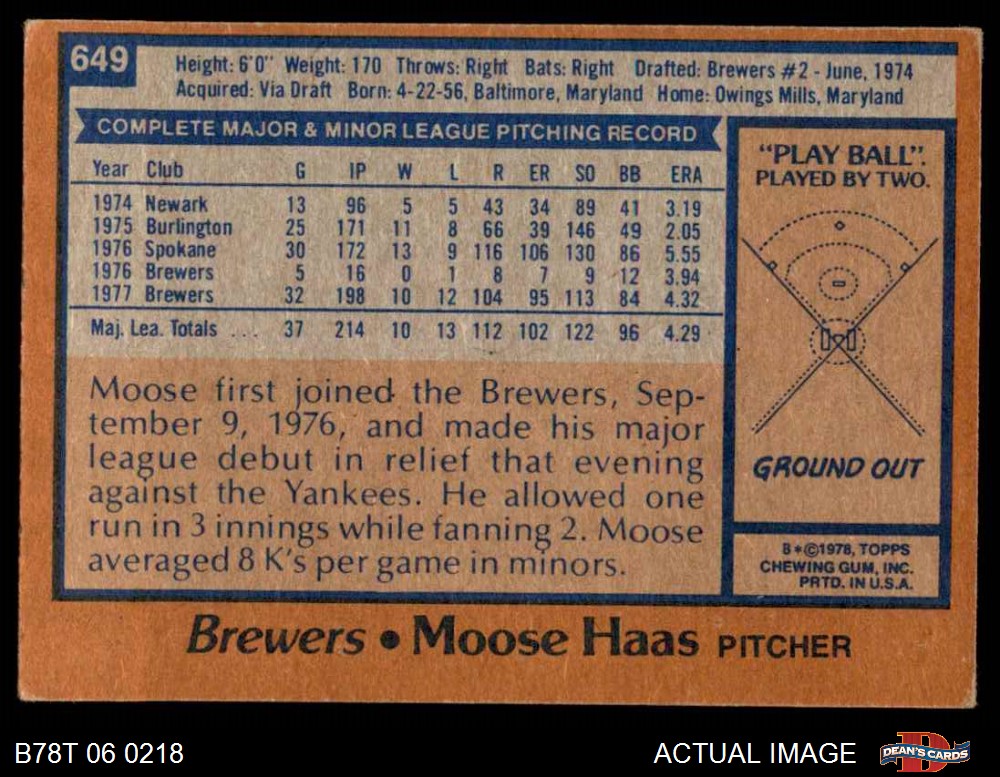 649
Height: 6'0" Weight: 170 Throws: Right Bats: Right Drafted: Brewers #2 - June, 1974
Acquired: Via Draft Born: 4-22-56, Baltimore, Maryland Home: Owings Mills, Maryland
COMPLETE MAJOR & MINOR LEAGUE PITCHING RECORD
Year Club G IP W L R ER SO BB ERA
1974 Newark 13 96 5 5 43 34 89 41 3.19
1975 Burlington 25 171 11 8 66 39 146 49 2.05
1976 Spokane 30 172 13 9 116 106 130 86 5.55
1976 Brewers 5 16 0 1 8 7 9 12 3.94
1977 Brewers 32 198 10 12 104 95 113 84 4.32
Maj. Lea. Totals ... 37 214 10 13 112 102 122 96 4.29
Moose first joined the Brewers, Sep-
tember 9, 1976, and made his major
league debut in relief that evening
against the Yankees. He allowed one
run in 3 innings while fanning 2. Moose
averaged 8 K's per game in minors.
"PLAY BALL".
PLAYED BY TWO.
GROUND OUT
B*©1978, TOPPS
CHEWING GUM, INC.
PRTD. IN U.S.A.
Brewers • Moose Haas PITCHER
B78T 06 0218
ACTUAL IMAGE
DEAN'S CARDS